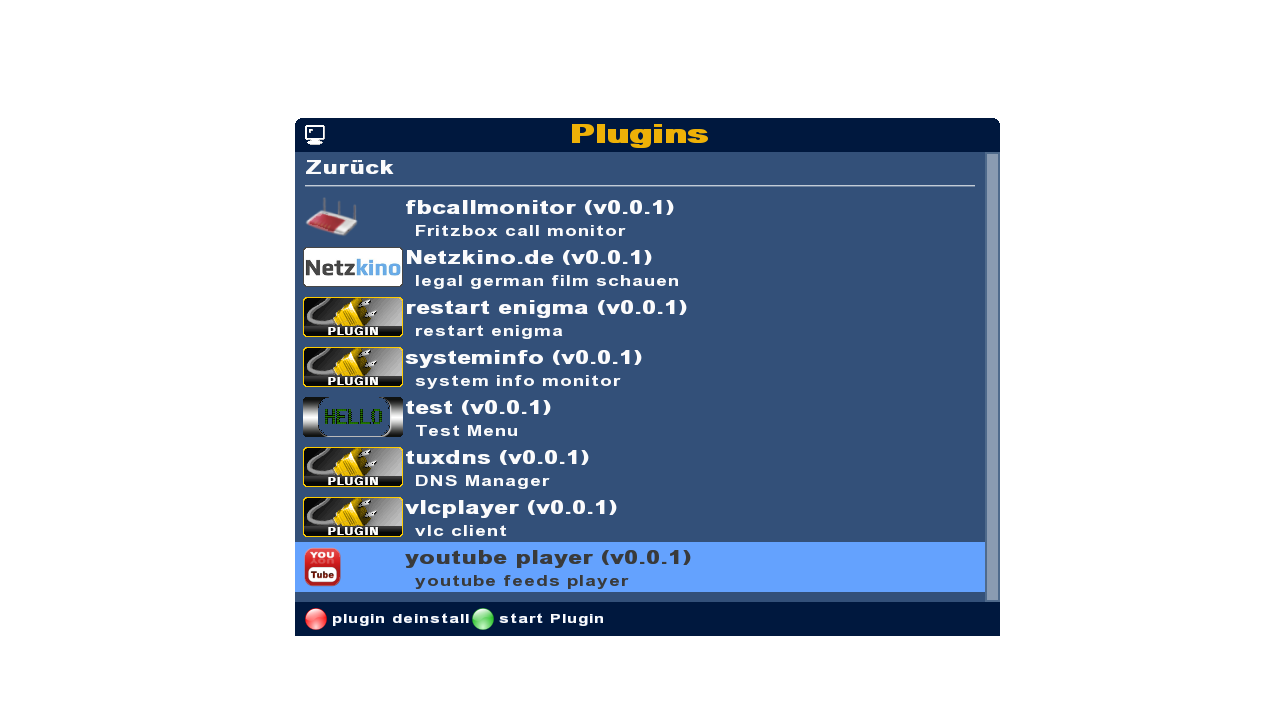 Plugins
Zurück
fbcallmonitor (v0.0.1)
Fritzbox call monitor
Netzkino
Netzkino.de (v0.0.1)
legal german film schauen
PLUGIN
restart enigma (v0.0.1)
restart enigma
PLUGIN
systeminfo (v0.0.1)
system info monitor
HELLO
test (v0.0.1)
Test Menu
PLUGIN
tuxdns (v0.0.1)
DNS Manager
PLUGIN
vlcplayer (v0.0.1)
vlc client
YOU
Tube
youtube player (v0.0.1)
youtube feeds player
plugin deinstall start Plugin